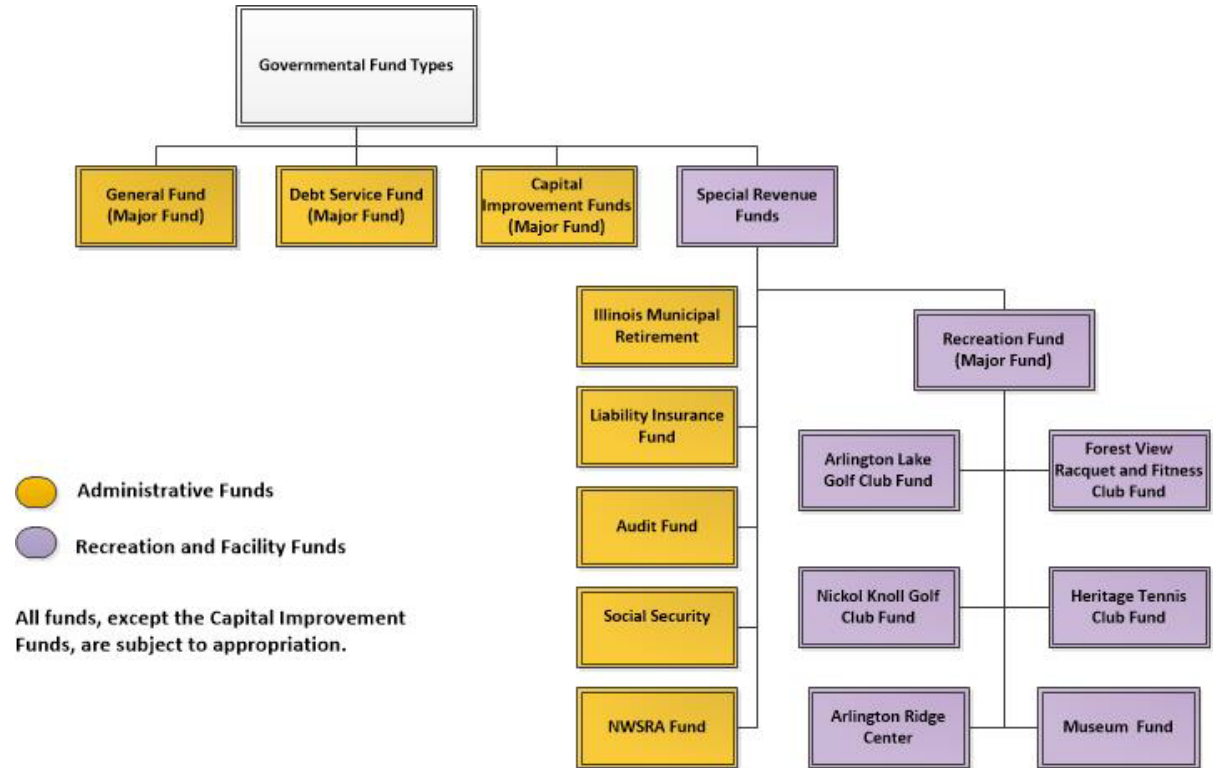 Governmental Fund Types
General Fund
(Major Fund)
Debt Service Fund
(Major Fund)
Capital
Improvement Funds
(Major Fund)
Special Revenue
Funds
Illinois Municipal
Retirement
Liability Insurance
Fund
Audit Fund
Social Security
NWSRA Fund
Recreation Fund
(Major Fund)
Arlington Lake
Golf Club Fund
Forest View
Racquet and Fitness
Club Fund
Nickol Knoll Golf
Club Fund
Heritage Tennis
Club Fund
Arlington Ridge
Center
Museum Fund
Administrative Funds
Recreation and Facility Funds
All funds, except the Capital Improvement
Funds, are subject to appropriation.